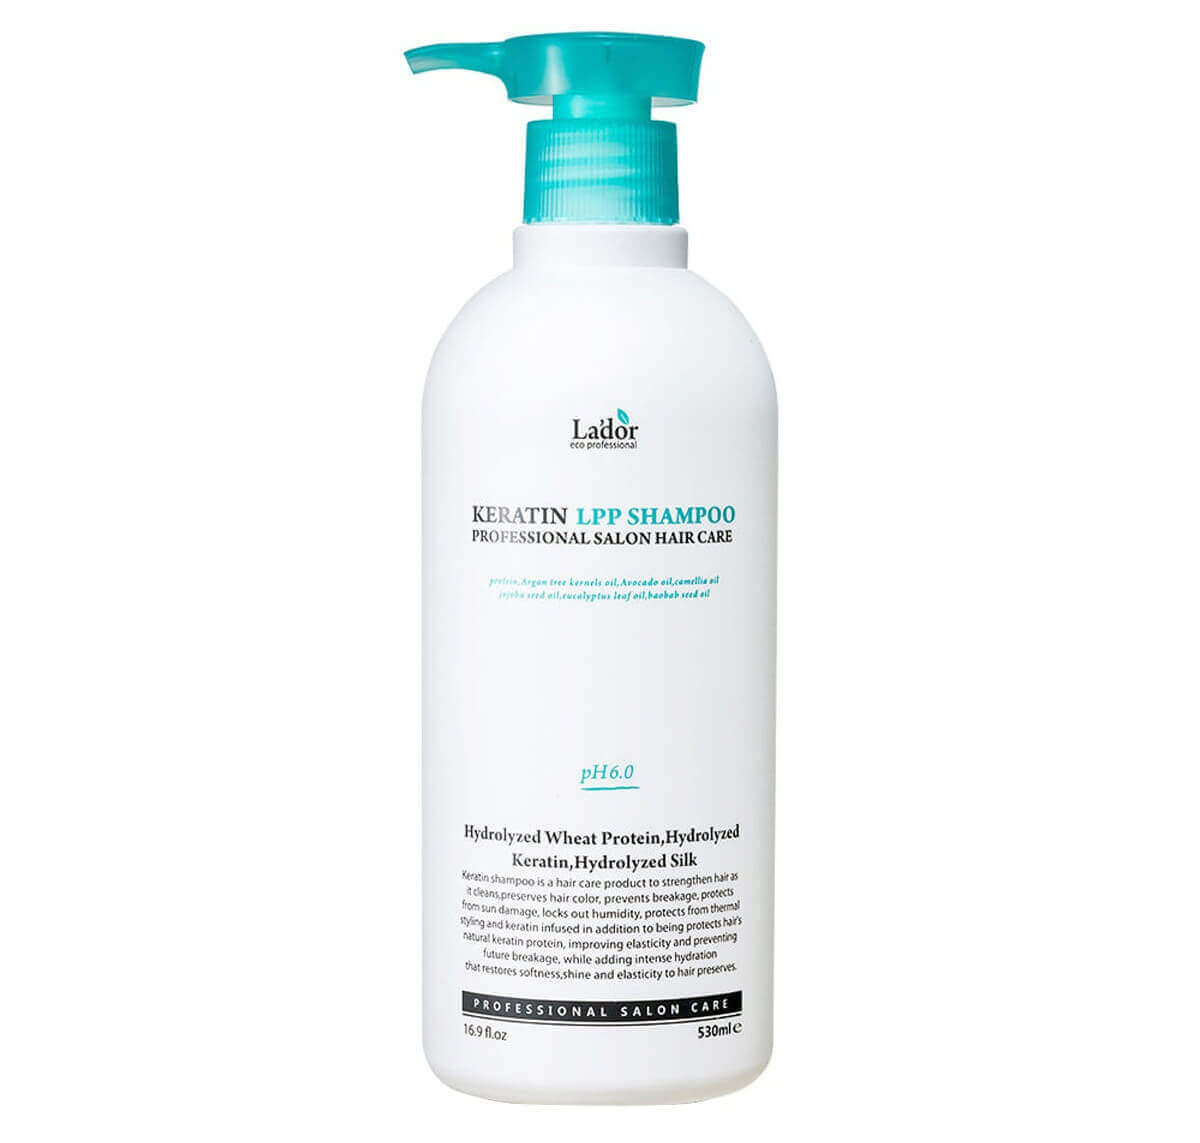 La'dor
eco professional
KERATIN LPP SHAMPOO
PROFESSIONAL SALON HAIR CARE
protein,Argan tree kernels oil,Avocado oil,camellia oil
jojoba seed oil,eucalyptus leaf oil,baobab seed oil
pH6.0
Hydrolyzed Wheat Protein,Hydrolyzed
Keratin,Hydrolyzed Silk
Keratin shampoo is a hair care product to strengthen hair as
it cleans,preserves hair color, prevents breakage, protects
from sun damage, locks out humidity, protects from thermal
styling and keratin infused in addition to being protects hair's
natural keratin protein, improving elasticity and preventing
future breakage, while adding intense hydration
that restores softness,shine and elasticity to hair preserves.
PROFESSIONAL SALON CARE
16.9 fl.oz 530ml℮